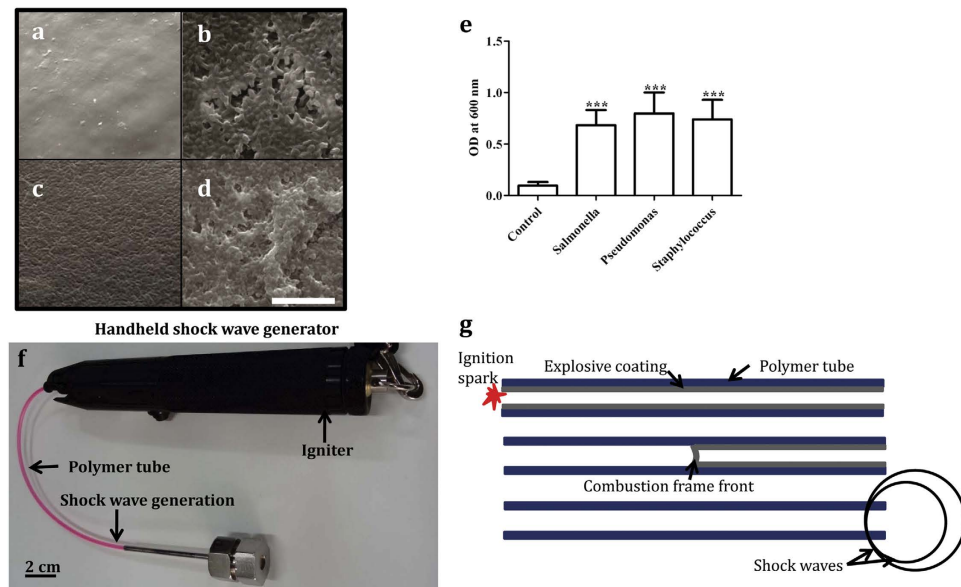 a
b
c
d
e
1.5
1.0
0.5
0.0
OD at 600 nm
***
***
***
Control
Salmonella
Pseudomonas
Staphylococcus
Handheld shock wave generator
f
Igniter
Polymer tube
Shock wave generation
2 cm
g
Ignition
spark
Explosive coating
Polymer tube
Combustion frame front
Shock waves